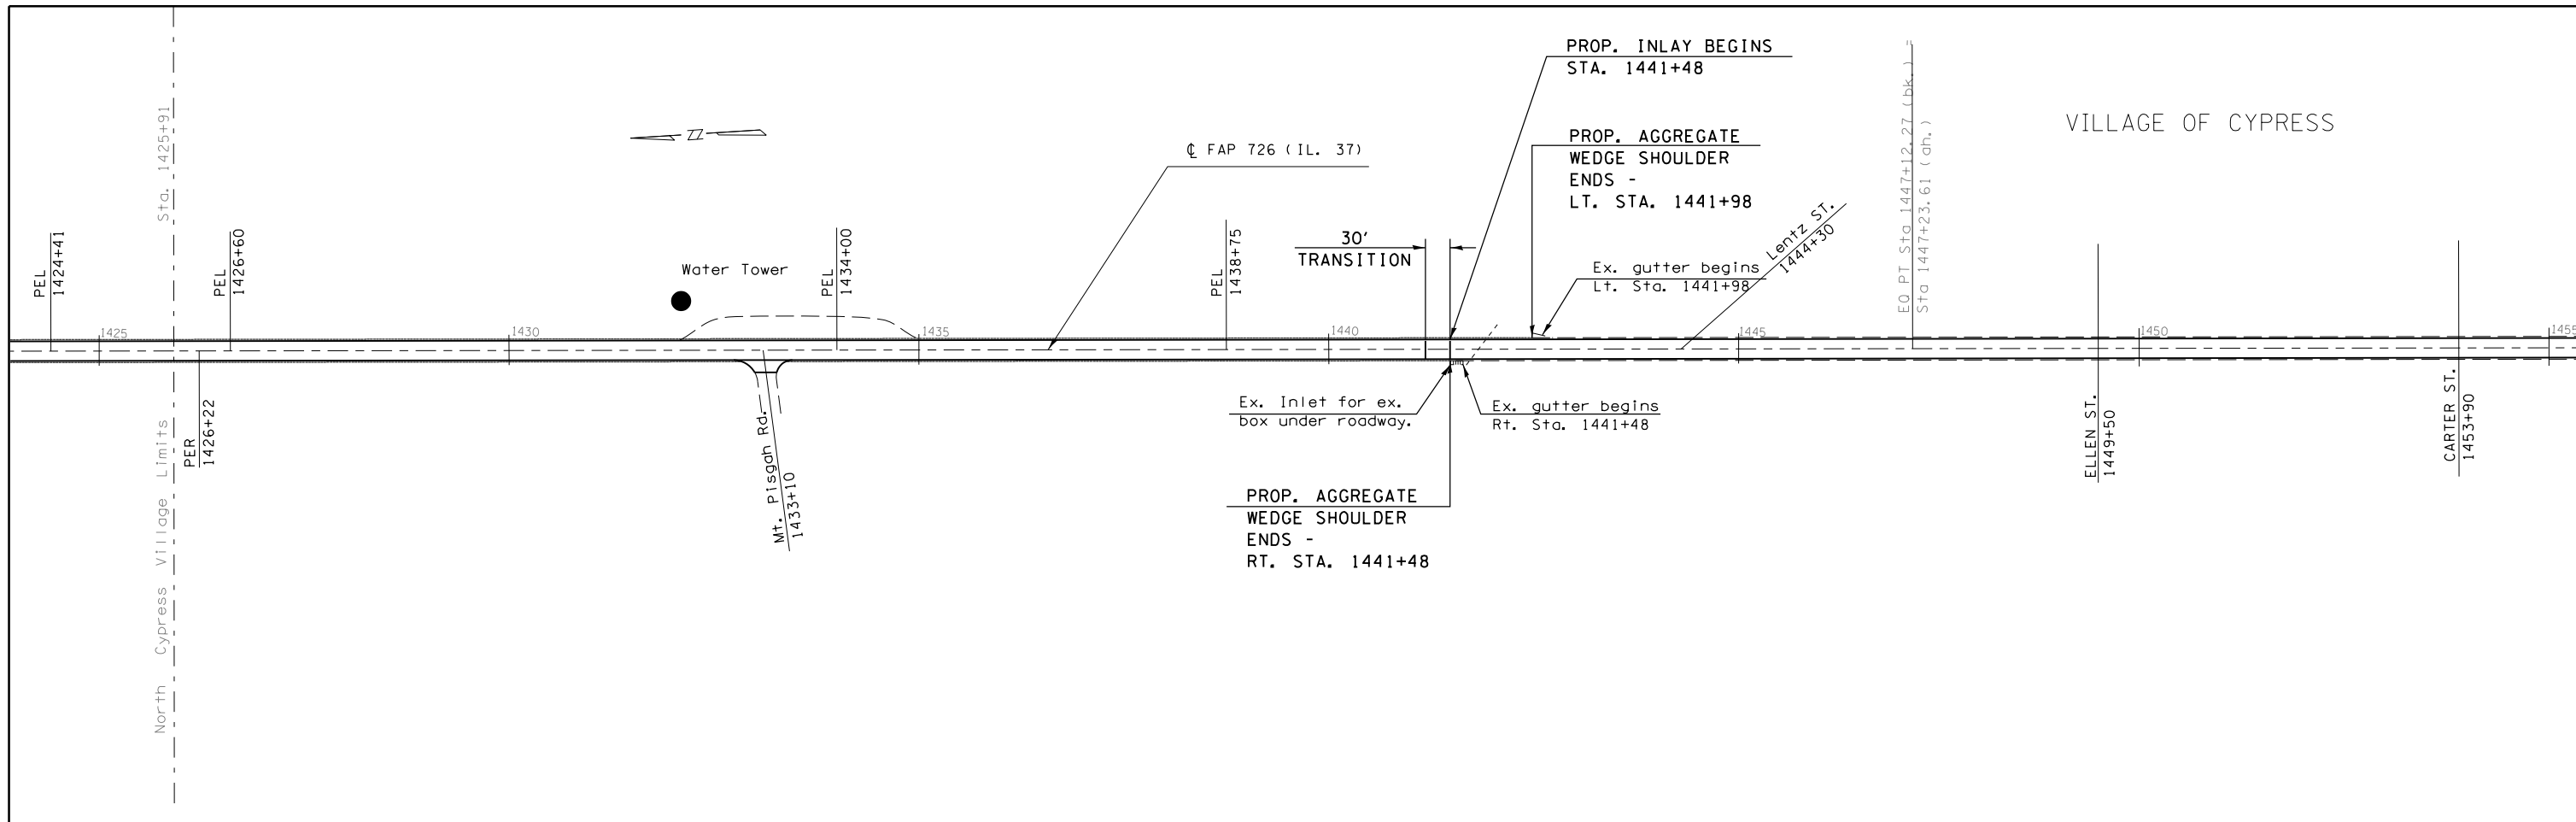 PROP. INLAY BEGINS
STA. 1441+48
EQ PT Sta 1447+12.27 (bk.) =
Sta 1447+23.61 (ah.)
VILLAGE OF CYPRESS
Sta. 1425+91
Z
℄ FAP 726 (IL. 37)
PROP. AGGREGATE
WEDGE SHOULDER
ENDS -
LT. STA. 1441+98
PEL
1424+41
PEL
1426+60
Water Tower
PEL
1434+00
PEL
1438+75
30'
TRANSITION
Ex. gutter begins
Lt. Sta. 1441+98
Lentz ST.
1444+30
1425
1430
1435
1440
1445
1450
1455
North Cypress Village Limits
PER
1426+22
Mt. Pisgah Rd.
1433+10
Ex. Inlet for ex.
box under roadway.
Ex. gutter begins
Rt. Sta. 1441+48
PROP. AGGREGATE
WEDGE SHOULDER
ENDS -
RT. STA. 1441+48
ELLEN ST.
1449+50
CARTER ST.
1453+90